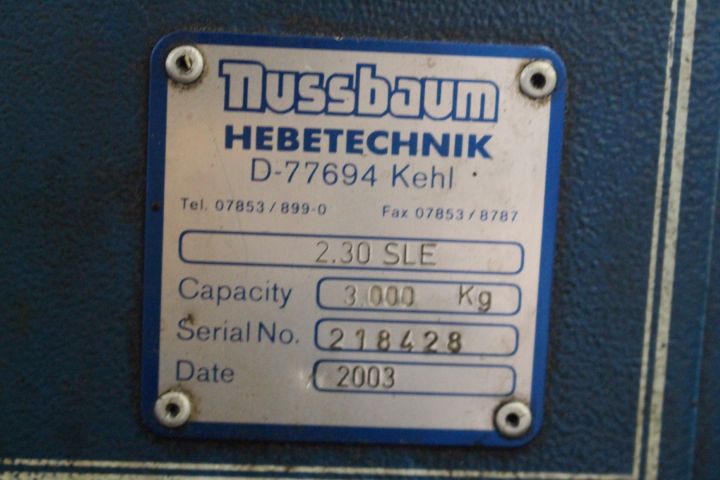 nussbaum
HEBETECHNIK
D-77694 Kehl
Tel. 07853 / 899-0 Fax 07853 / 8787
2.30 SLE
Capacity 3.000 Kg
Serial No. 218428
Date 2003